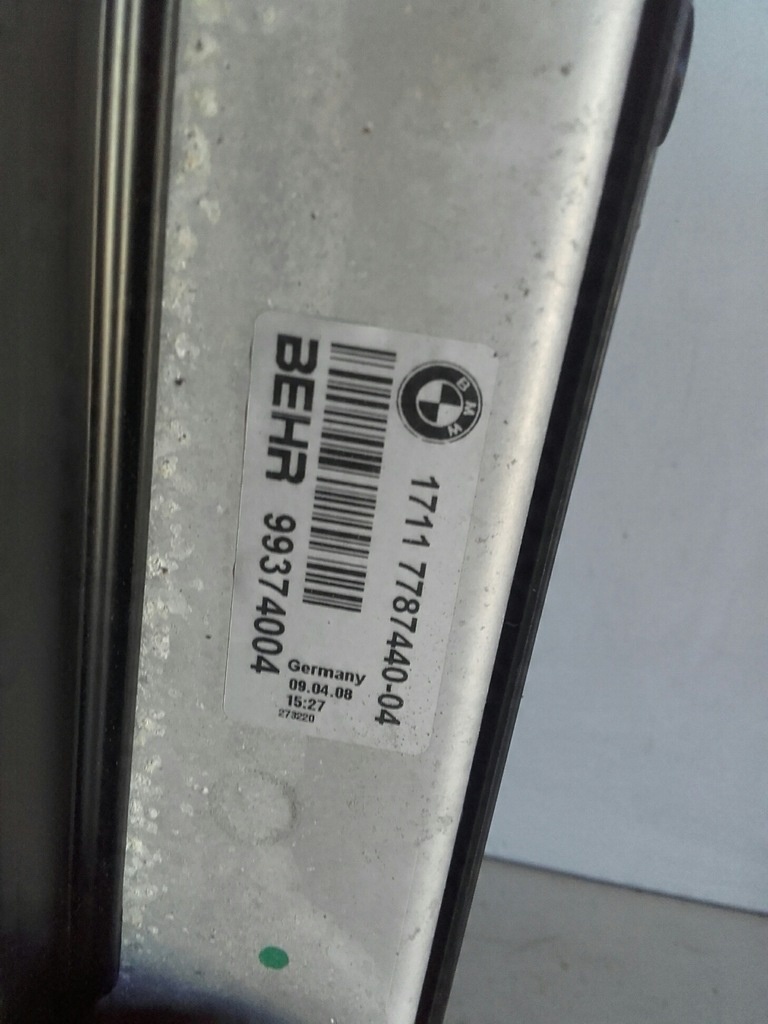 BMW
1711 7787440-04
BEHR 99374004
Germany
09.04.08
15:27
273220